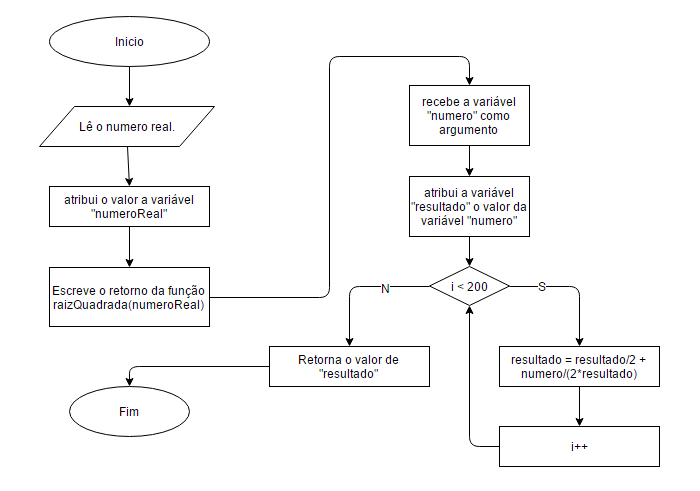 Inicio
Lê o numero real.
atribui o valor a variável
"numeroReal"
Escreve o retorno da função
raizQuadrada(numeroReal)
recebe a variável
"numero" como
argumento
atribui a variável
"resultado" o valor da
variável "numero"
i < 200
N
S
Retorna o valor de
"resultado"
resultado = resultado/2 +
numero/(2*resultado)
Fim
i++